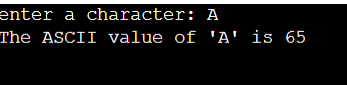 enter a character: A
The ASCII value of 'A' is 65